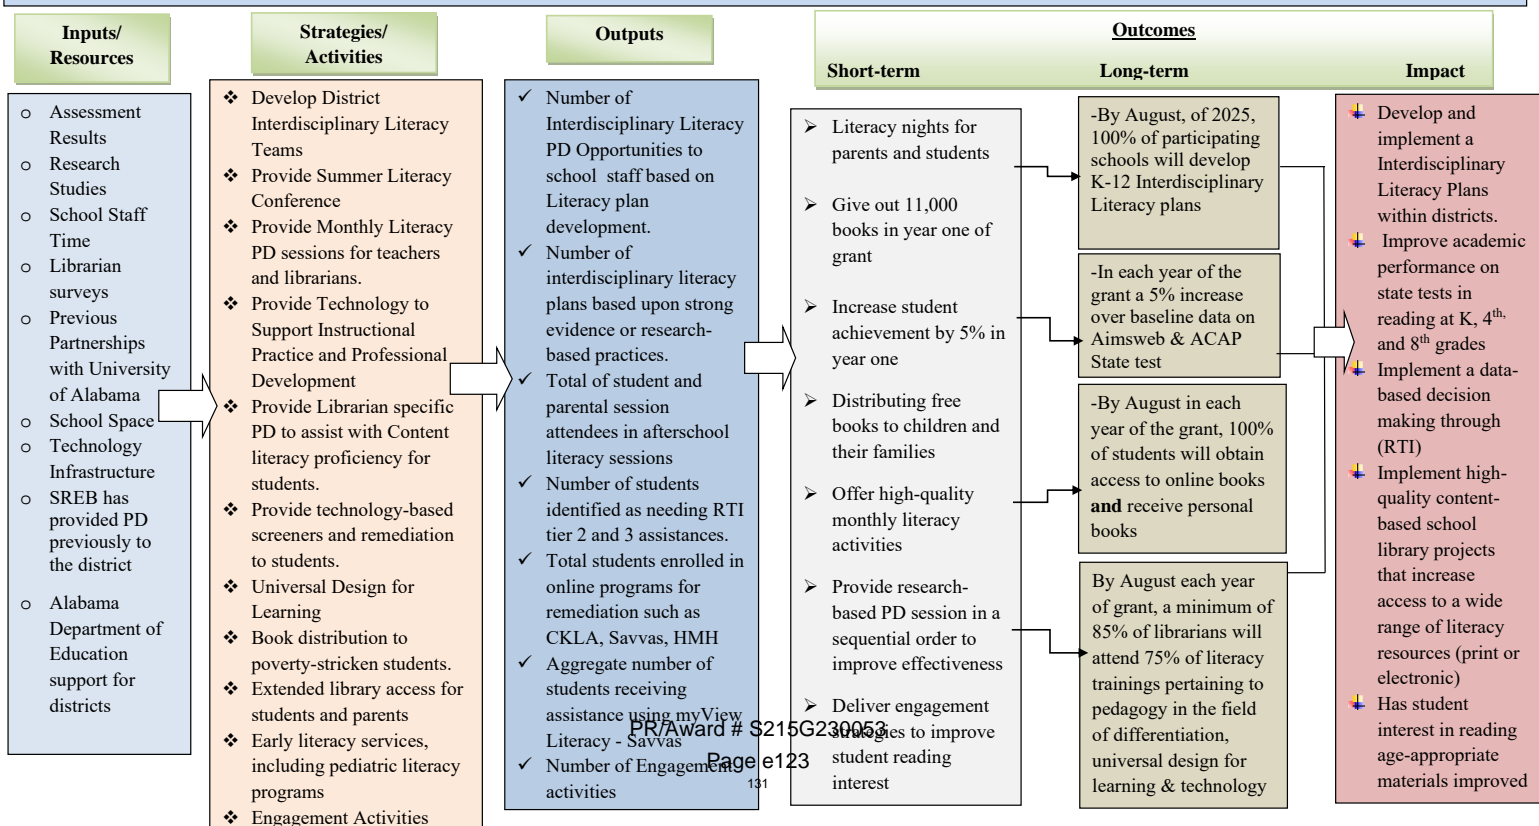 Inputs/
Resources
Strategies/
Activities
Outputs
Outcomes
Short-term
Long-term
Impact
o Assessment
Results
o Research
Studies
o School Staff
Time
o Librarian
surveys
o Previous
Partnerships
with University
of Alabama
o School Space
o Technology
Infrastructure
o SREB has
provided PD
previously to
the district
o Alabama
Department of
Education
support for
districts
❖ Develop District
Interdisciplinary Literacy
Teams
❖ Provide Summer Literacy
Conference
❖ Provide Monthly Literacy
PD sessions for teachers
and librarians.
❖ Provide Technology to
Support Instructional
Practice and Professional
Development
❖ Provide Librarian specific
PD to assist with Content
literacy proficiency for
students.
❖ Provide technology-based
screeners and remediation
to students.
❖ Universal Design for
Learning
❖ Book distribution to
poverty-stricken students.
❖ Extended library access for
students and parents
❖ Early literacy services,
including pediatric literacy
programs
❖ Engagement Activities
✓ Number of
Interdisciplinary Literacy
PD Opportunities to
school staff based on
Literacy plan
development.
✓ Number of
interdisciplinary literacy
plans based upon strong
evidence or research-
based practices.
✓ Total of student and
parental session
attendees in afterschool
literacy sessions
✓ Number of students
identified as needing RTI
tier 2 and 3 assistances.
✓ Total students enrolled in
online programs for
remediation such as
CKLA, Savvas, HMH
✓ Aggregate number of
students receiving
assistance using myView
Literacy - Savvas
✓ Number of Engagement
activities
➢ Literacy nights for
parents and students
➢ Give out 11,000
books in year one of
grant
➢ Increase student
achievement by 5% in
year one
➢ Distributing free
books to children and
their families
➢ Offer high-quality
monthly literacy
activities
➢ Provide research-
based PD session in a
sequential order to
improve effectiveness
➢ Deliver engagement
strategies to improve
student reading
interest
-By August, of 2025,
100% of participating
schools will develop
K-12 Interdisciplinary
Literacy plans
-In each year of the
grant a 5% increase
over baseline data on
Aimsweb & ACAP
State test
-By August in each
year of the grant, 100%
of students will obtain
access to online books
and receive personal
books
By August each year
of grant, a minimum of
85% of librarians will
attend 75% of literacy
trainings pertaining to
pedagogy in the field
of differentiation,
universal design for
learning & technology
Develop and
implement a
Interdisciplinary
Literacy Plans
within districts.
Improve academic
performance on
state tests in
reading at K, 4th,
and 8th grades
Implement a data-
based decision
making through
(RTI)
Implement high-
quality content-
based school
library projects
that increase
access to a wide
range of literacy
resources (print or
electronic)
Has student
interest in reading
age-appropriate
materials improved
PR/Award # S215G230053
Page e123
131